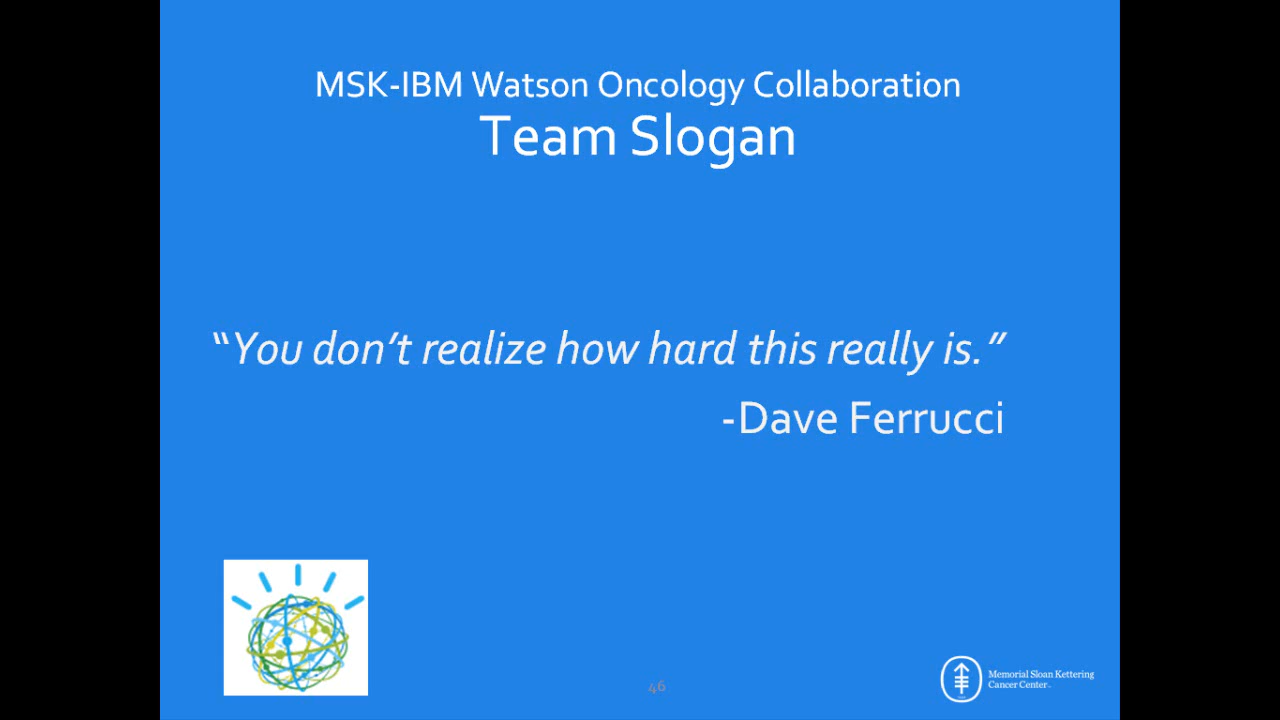 MSK-IBM Watson Oncology Collaboration
Team Slogan
“You don’t realize how hard this really is.”
-Dave Ferrucci
46
Memorial Sloan Kettering
Cancer Center